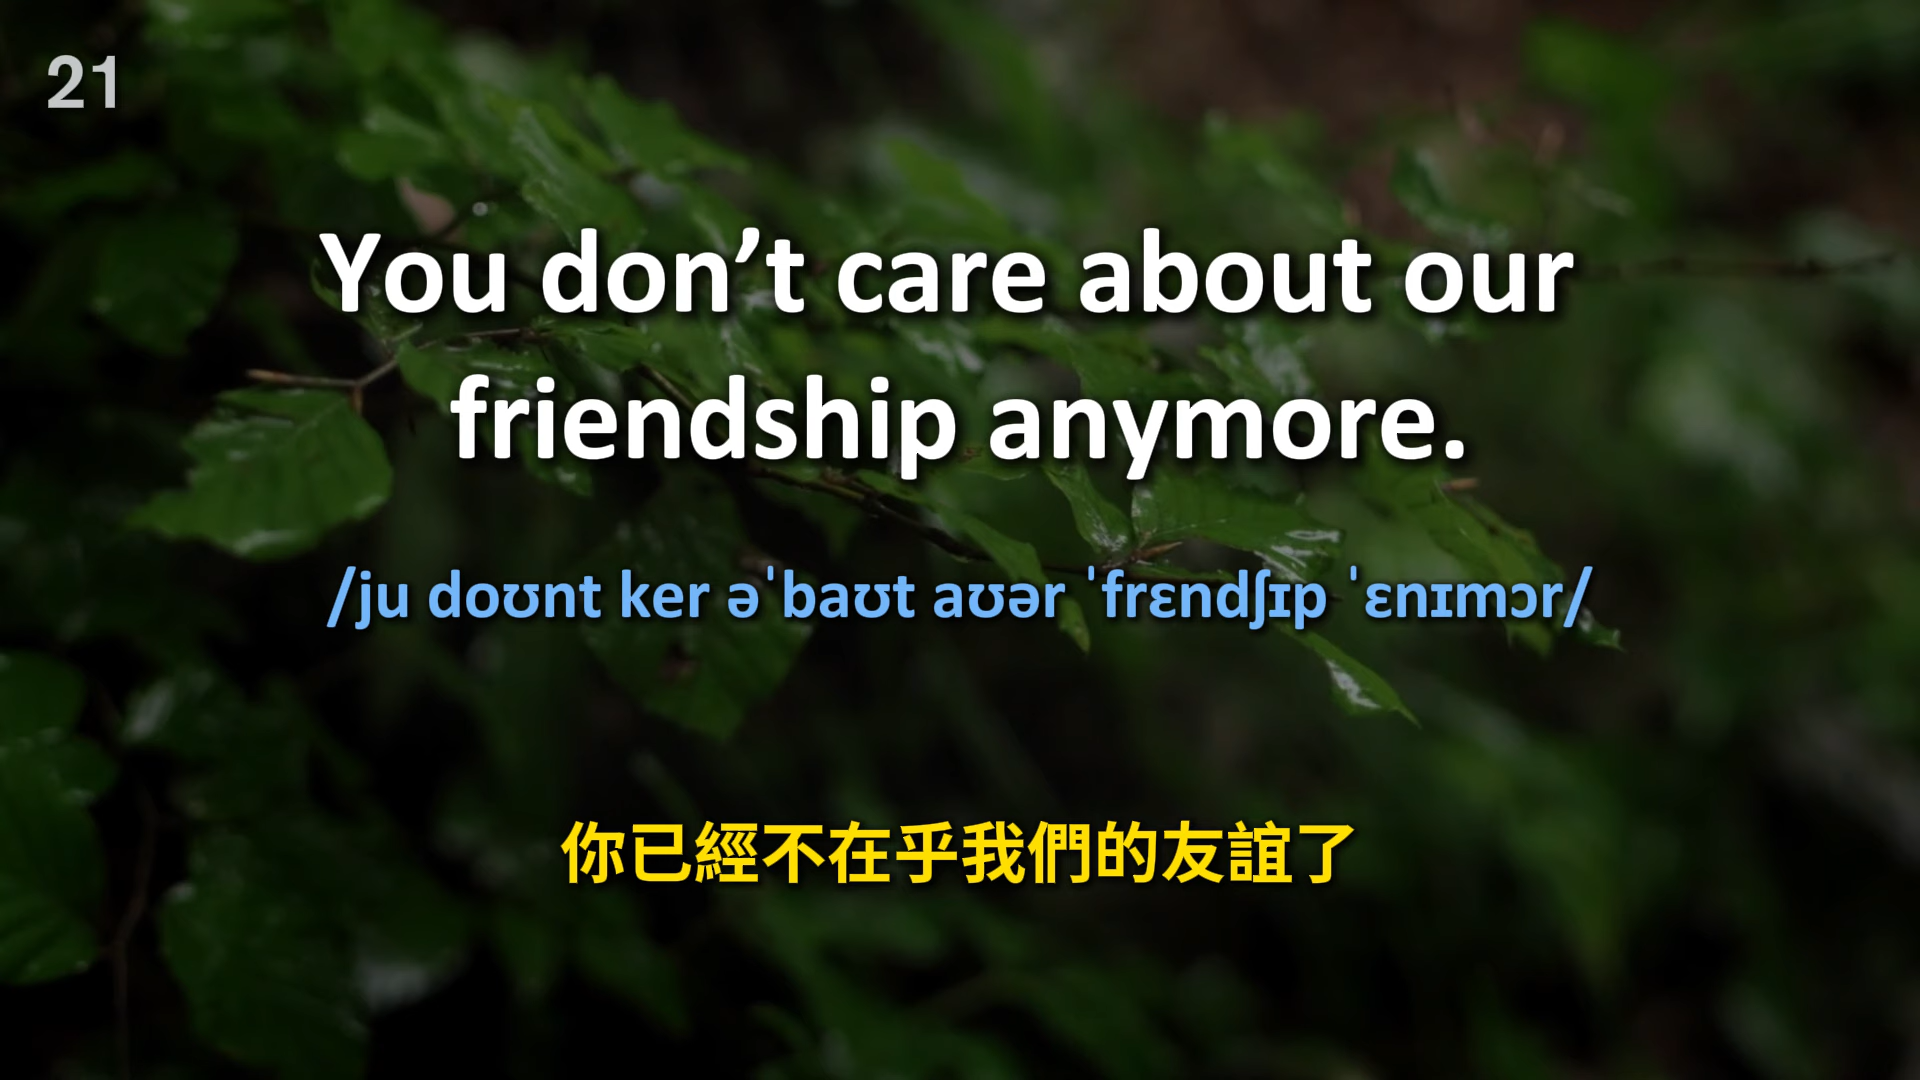 21
You don’t care about our
friendship anymore.
/ju doʊnt ker əˈbaʊt aʊər ˈfrɛndʃɪp ˈɛnɪmɔr/
你已經不在乎我們的友誼了